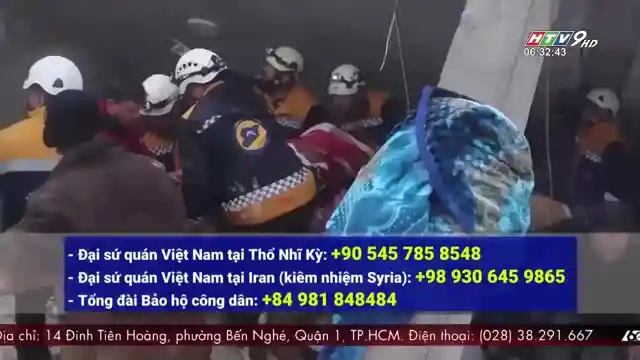 HTV9 HD
06:32:43
- Đại sứ quán Việt Nam tại Thổ Nhĩ Kỳ: +90 545 785 8548
- Đại sứ quán Việt Nam tại Iran (kiêm nhiệm Syria): +98 930 645 9865
- Tổng đài Bảo hộ công dân: +84 981 848484
Địa chỉ: 14 Đinh Tiên Hoàng, phường Bến Nghé, Quận 1, TP.HCM. Điện thoại: (028) 38.291.667